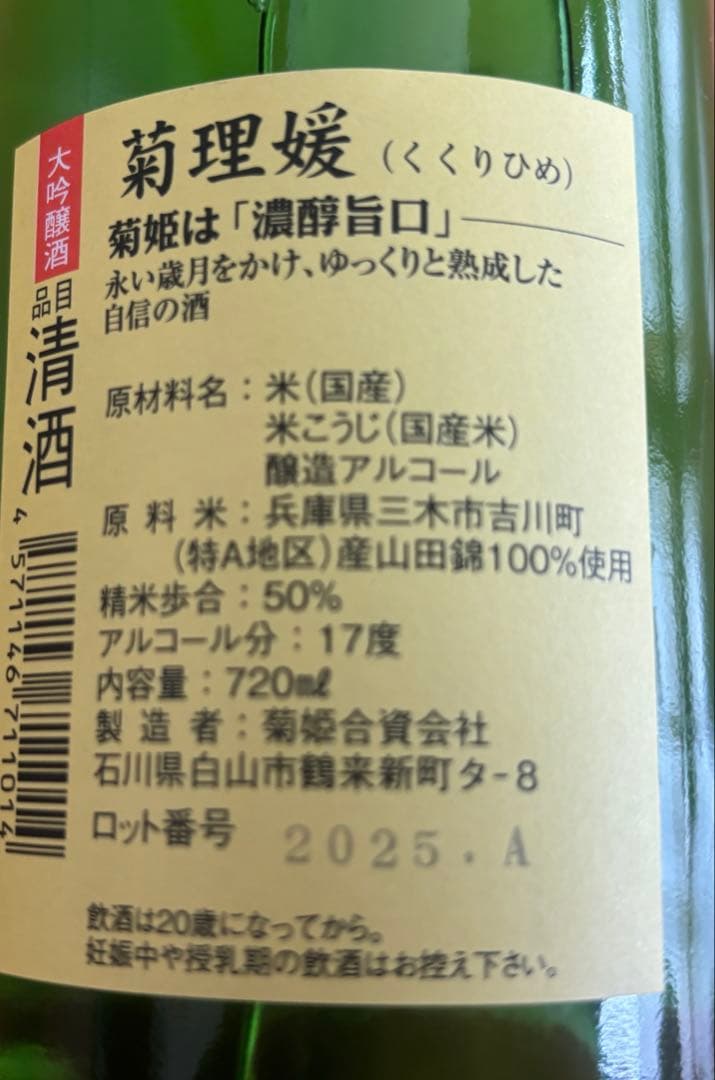 菊理媛（くくりひめ）
菊姫は「濃醇旨口」
永い歳月をかけ、ゆっくりと熟成した
自信の酒
原材料名：米（国産）
米こうじ（国産米）
醸造アルコール
原料米：兵庫県三木市吉川町
（特A地区）産山田錦100%使用
精米歩合：50%
アルコール分：17度
内容量：720㎖
製造者：菊姫合資会社
石川県白山市鶴来新町タ-8
ロット番号 2025.A
飲酒は20歳になってから。
妊娠中や授乳期の飲酒はお控え下さい。
大吟醸酒
品目
清酒
4571146711014